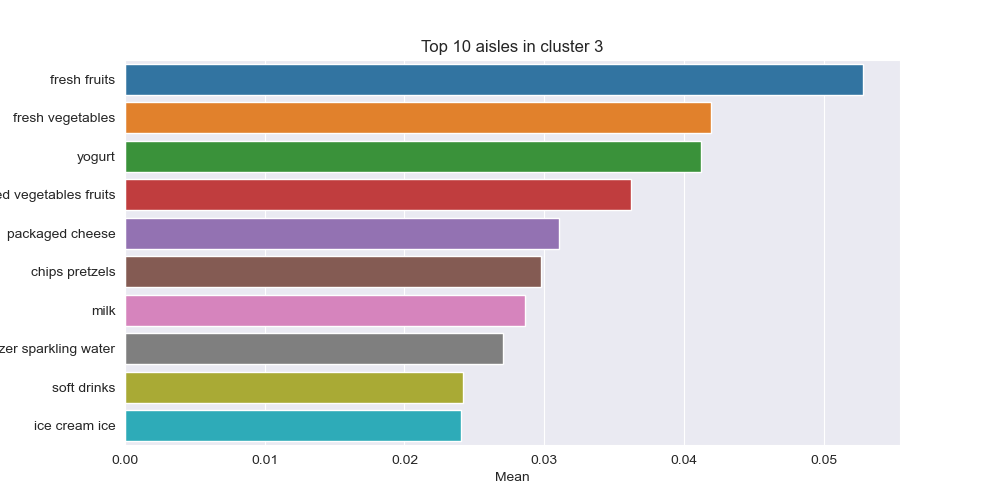 Top 10 aisles in cluster 3
fresh fruits
fresh vegetables
yogurt
vegetables fruits
packaged cheese
chips pretzels
milk
sparkling water
soft drinks
ice cream ice
0.00 0.01 0.02 0.03 0.04 0.05
Mean